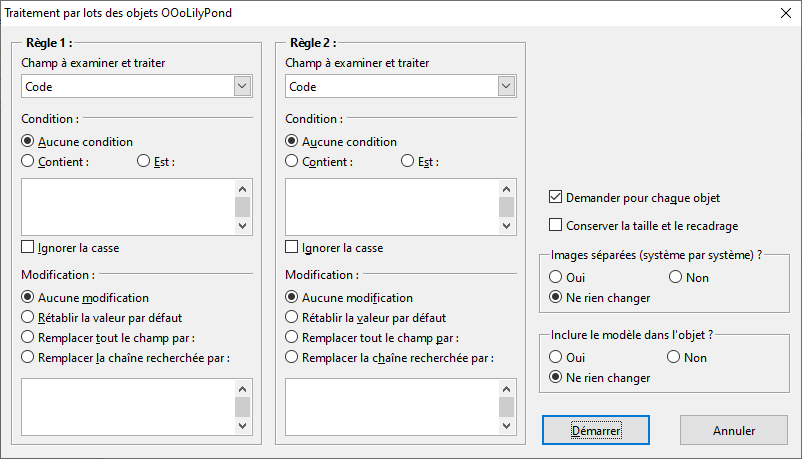 Traitement par lots des objets OOoLilyPond
Règle 1 :
Champ à examiner et traiter
Code
Condition :
Aucune condition
Contient :
Est :
Ignorer la casse
Modification :
Aucune modification
Rétablir la valeur par défaut
Remplacer tout le champ par :
Remplacer la chaîne recherchée par :
Règle 2 :
Champ à examiner et traiter
Code
Condition :
Aucune condition
Contient :
Est :
Ignorer la casse
Modification :
Aucune modification
Rétablir la valeur par défaut
Remplacer tout le champ par :
Remplacer la chaîne recherchée par :
Demander pour chaque objet
Conserver la taille et le recadrage
Images séparées (système par système) ?
Oui
Non
Ne rien changer
Inclure le modèle dans l'objet ?
Oui
Non
Ne rien changer
Démarrer
Annuler